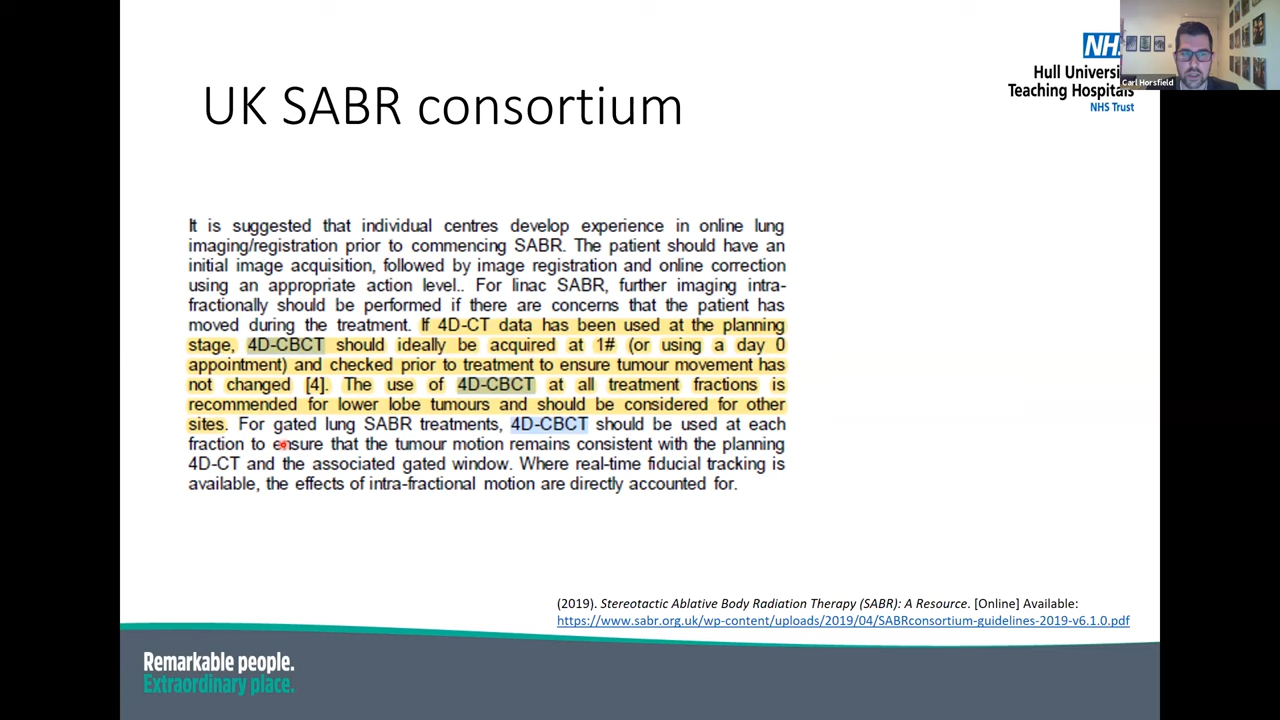 NHS
Carl Horsfield
Hull Universi
Teaching Hospitals
NHS Trust
UK SABR consortium
It is suggested that individual centres develop experience in online lung
imaging/registration prior to commencing SABR. The patient should have an
initial image acquisition, followed by image registration and online correction
using an appropriate action level.. For linac SABR, further imaging intra-
fractionally should be performed if there are concerns that the patient has
moved during the treatment. If 4D-CT data has been used at the planning
stage, 4D-CBCT should ideally be acquired at 1# (or using a day 0
appointment) and checked prior to treatment to ensure tumour movement has
not changed [4]. The use of 4D-CBCT at all treatment fractions is
recommended for lower lobe tumours and should be considered for other
sites. For gated lung SABR treatments, 4D-CBCT should be used at each
fraction to ensure that the tumour motion remains consistent with the planning
4D-CT and the associated gated window. Where real-time fiducial tracking is
available, the effects of intra-fractional motion are directly accounted for.
(2019). Stereotactic Ablative Body Radiation Therapy (SABR): A Resource. [Online] Available:
https://www.sabr.org.uk/wp-content/uploads/2019/04/SABRconsortium-guidelines-2019-v6.1.0.pdf
Remarkable people.
Extraordinary place.